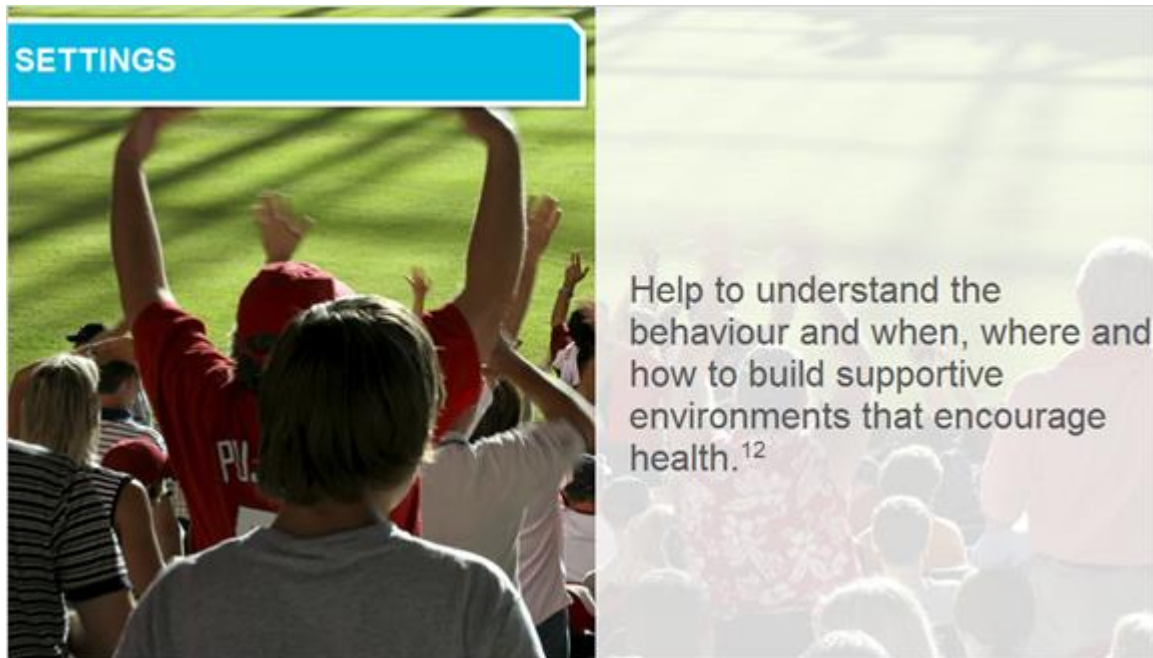 SETTINGS
Help to understand the
behaviour and when, where and
how to build supportive
environments that encourage
health.¹²